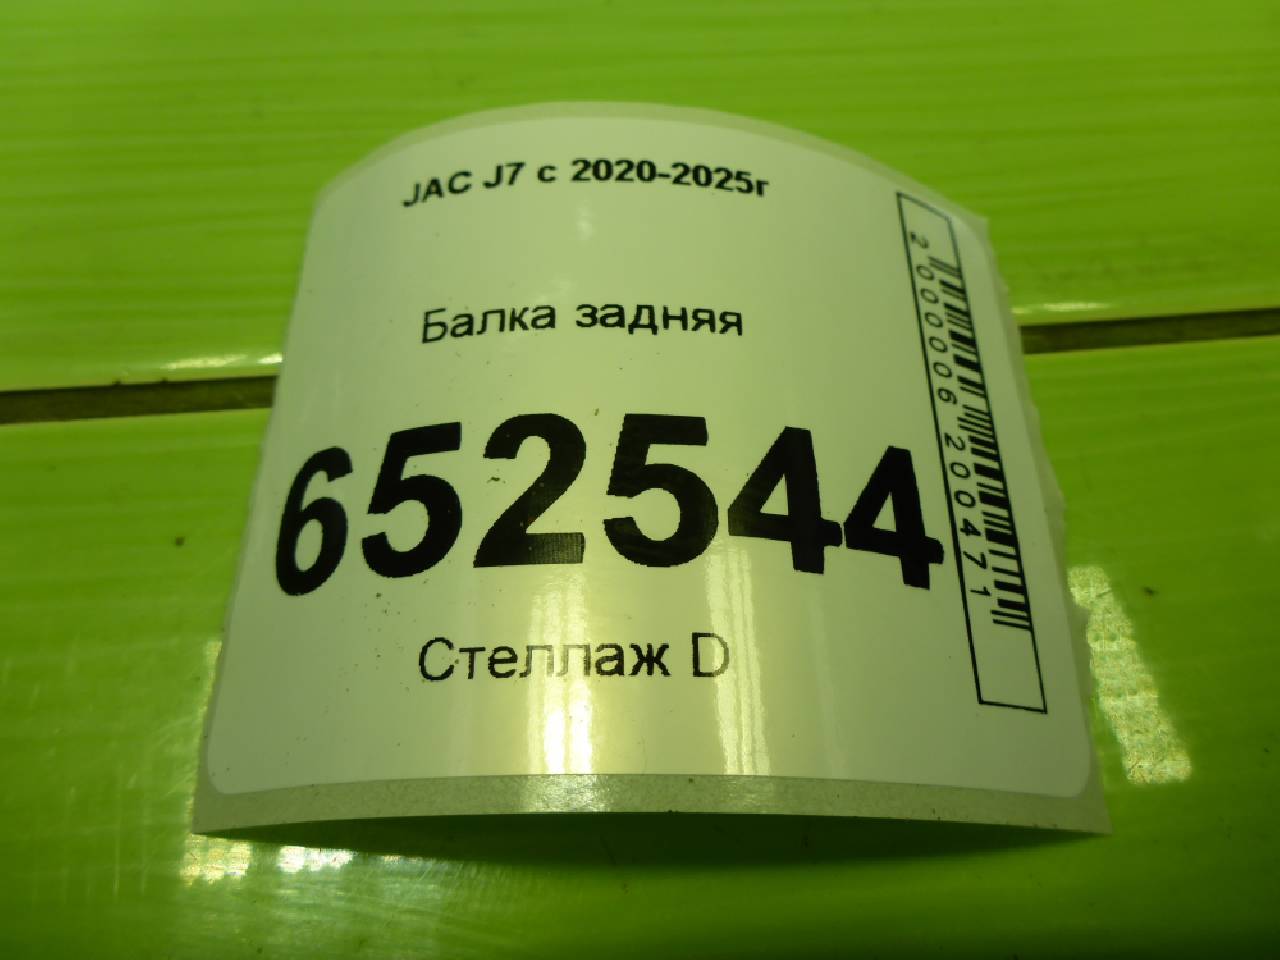 JAC J7 с 2020-2025г
Балка задняя
652544
Стеллаж D
2000006200471